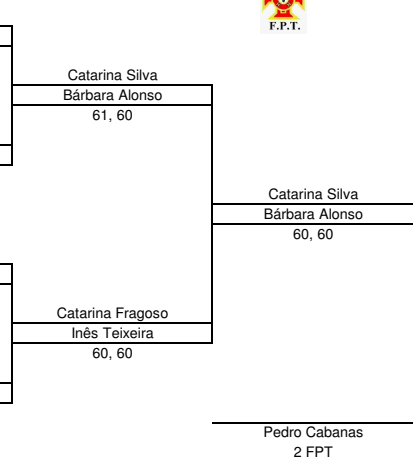 F.P.T.
Catarina Silva
Bárbara Alonso
61, 60
Catarina Silva
Bárbara Alonso
60, 60
Catarina Fragoso
Inês Teixeira
60, 60
Pedro Cabanas
2 FPT